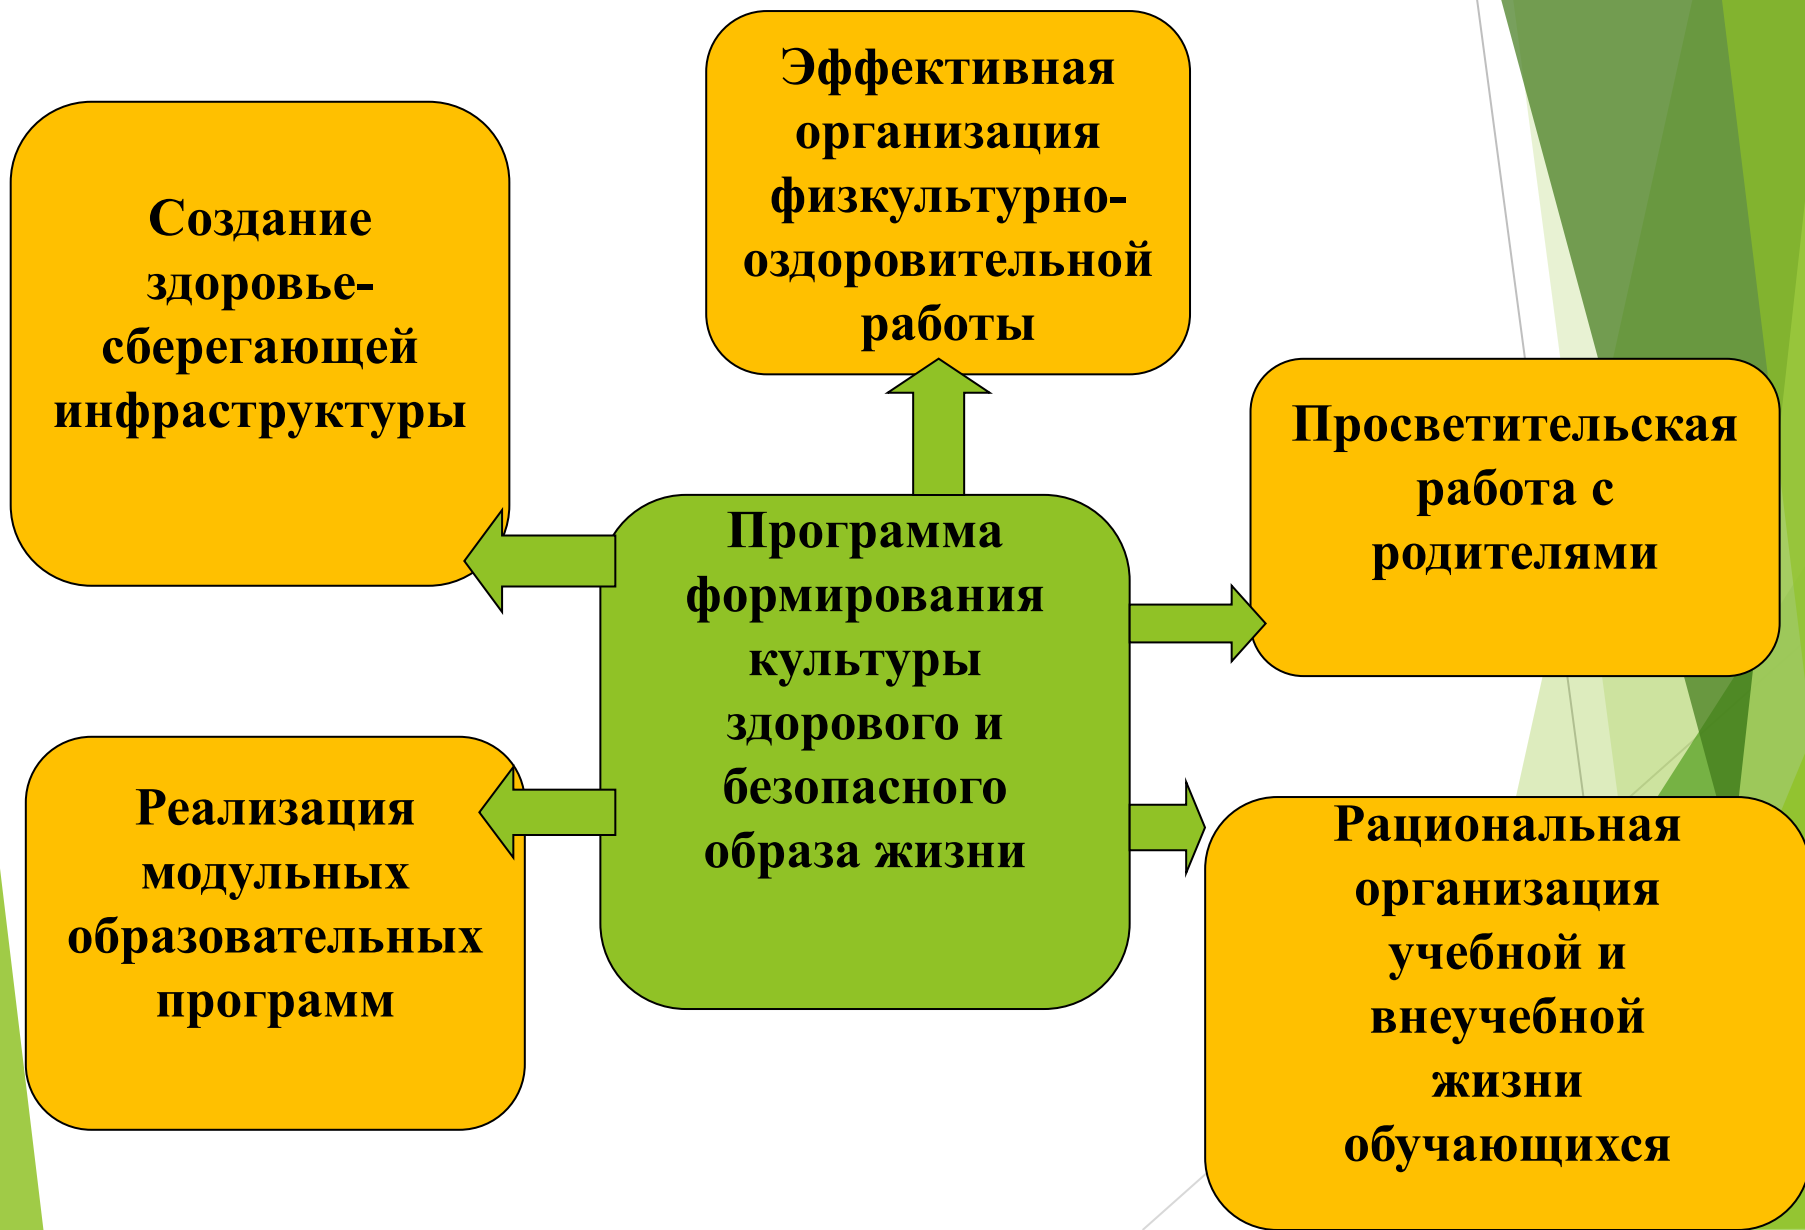 Эффективная
организация
физкультурно-
оздоровительной
работы
Создание
здоровье-
сберегающей
инфраструктуры
Просветительская
работа с
родителями
Программа
формирования
культуры
здорового и
безопасного
образа жизни
Реализация
модульных
образовательных
программ
Рациональная
организация
учебной и
внеучебной
жизни
обучающихся